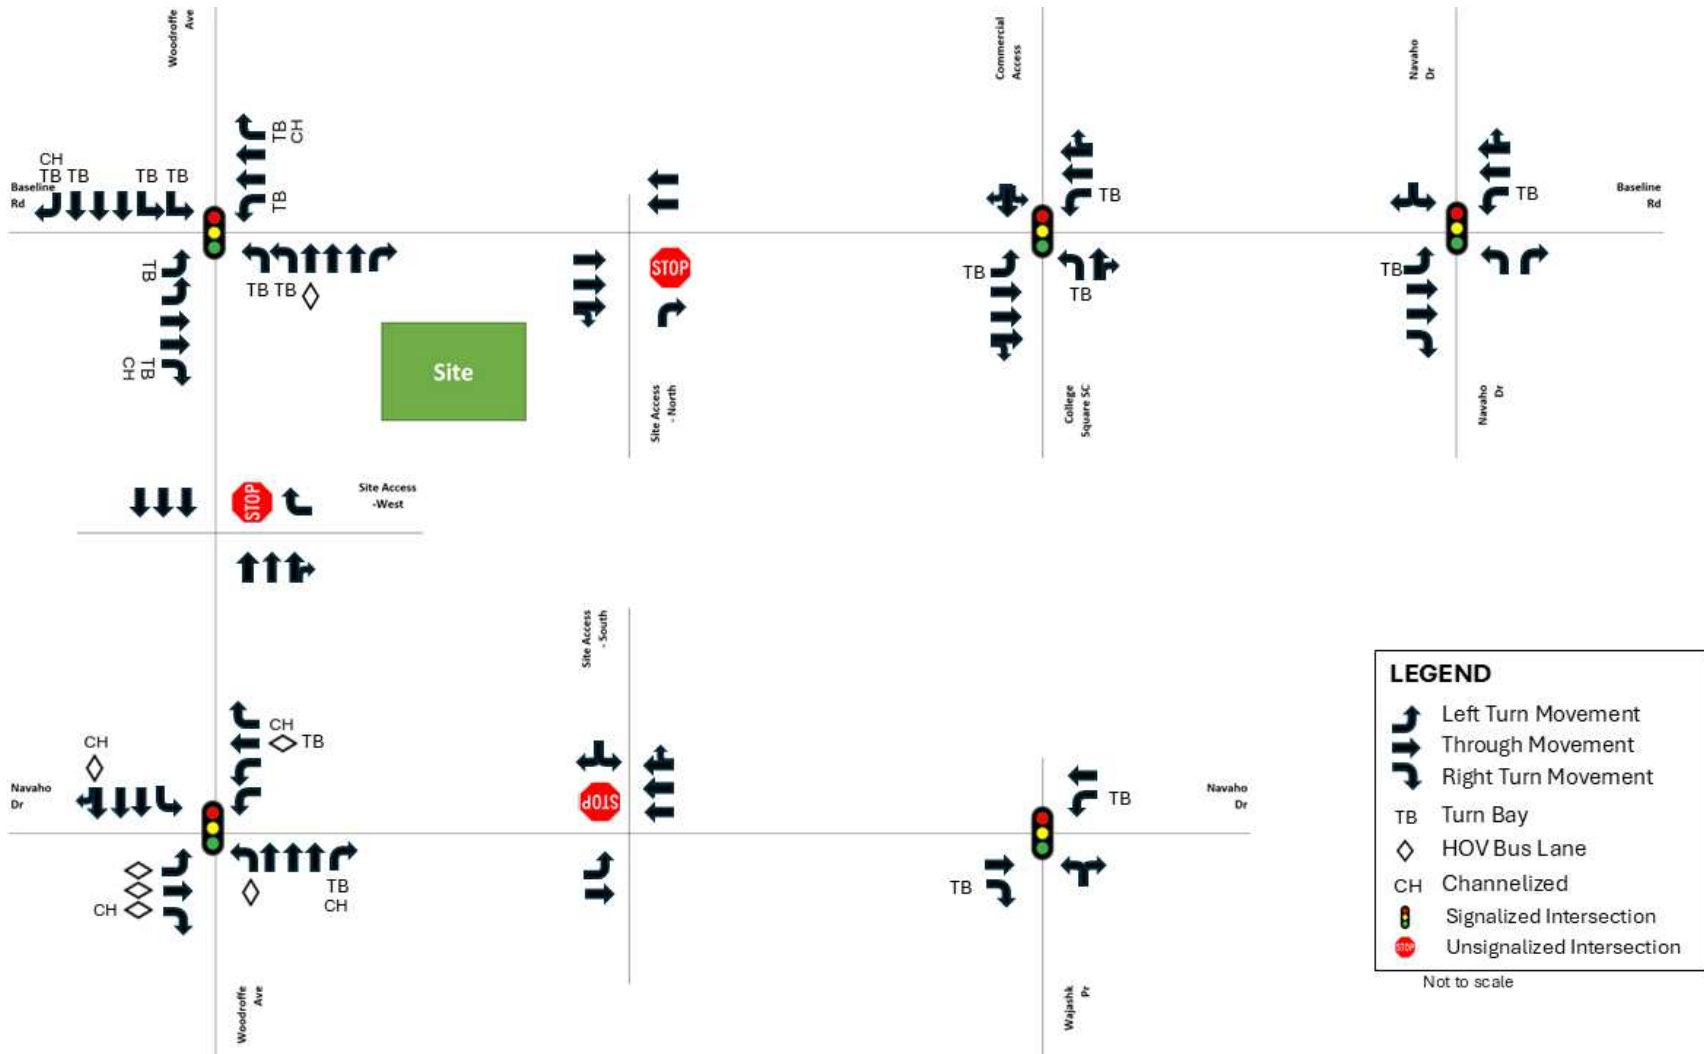 Woodroffe
Ave
Commercial
Access
Navaho
Dr
TB
CH
CH
TB TB
TB TB
Baseline
Rd
TB
TB
TB
Baseline
Rd
TB
TB TB
STOP
TB
TB
TB
TB
CH
Site
Site Access
- North
College
Square SC
Navaho
Dr
STOP
Site Access
-West
Site Access
- South
CH
CH
TB
Navaho
Dr
STOP
TB
Navaho
Dr
CH
TB
CH
TB
Woodroffe
Ave
Wajashk
Pr
LEGEND
Left Turn Movement
Through Movement
Right Turn Movement
TB Turn Bay
HOV Bus Lane
CH Channelized
Signalized Intersection
STOP Unsignalized Intersection
Not to scale